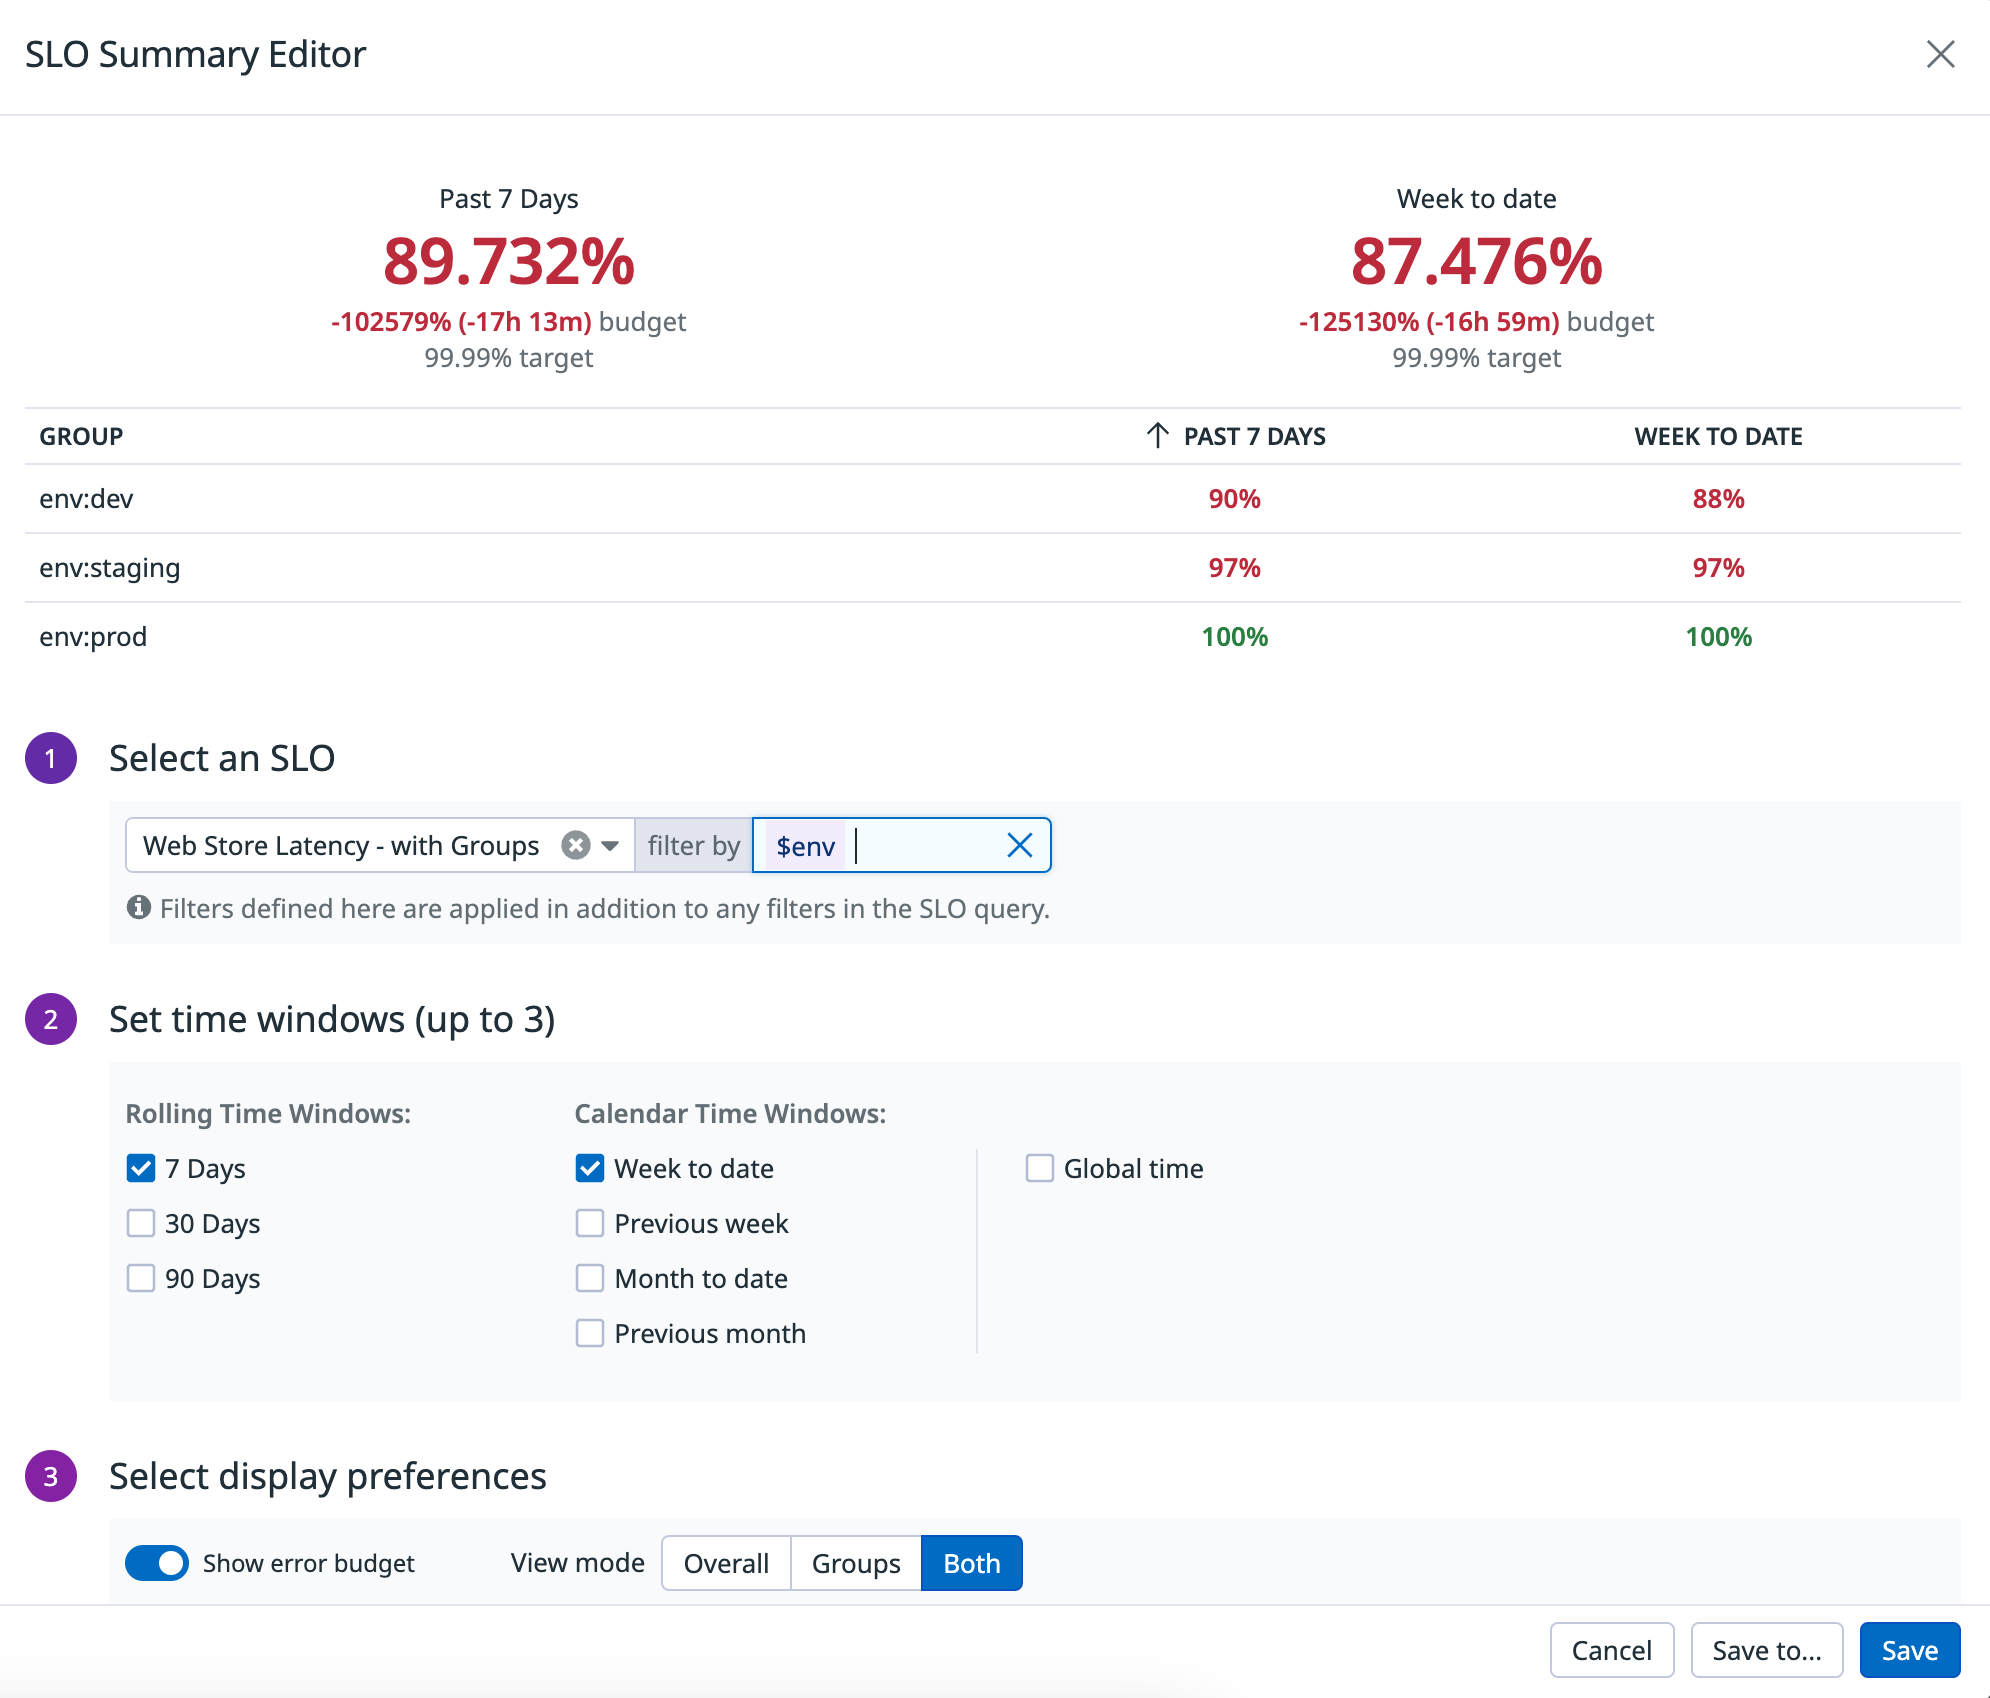 SLO Summary Editor
Past 7 Days
89.732%
-102579% (-17h 13m) budget
99.99% target
Week to date
87.476%
-125130% (-16h 59m) budget
99.99% target
GROUP PAST 7 DAYS WEEK TO DATE
env:dev 90% 88%
env:staging 97% 97%
env:prod 100% 100%
1 Select an SLO
Web Store Latency - with Groups filter by $env
Filters defined here are applied in addition to any filters in the SLO query.
2 Set time windows (up to 3)
Rolling Time Windows:
7 Days
30 Days
90 Days
Calendar Time Windows:
Week to date
Previous week
Month to date
Previous month
Global time
3 Select display preferences
Show error budget View mode Overall Groups Both
Cancel Save to... Save